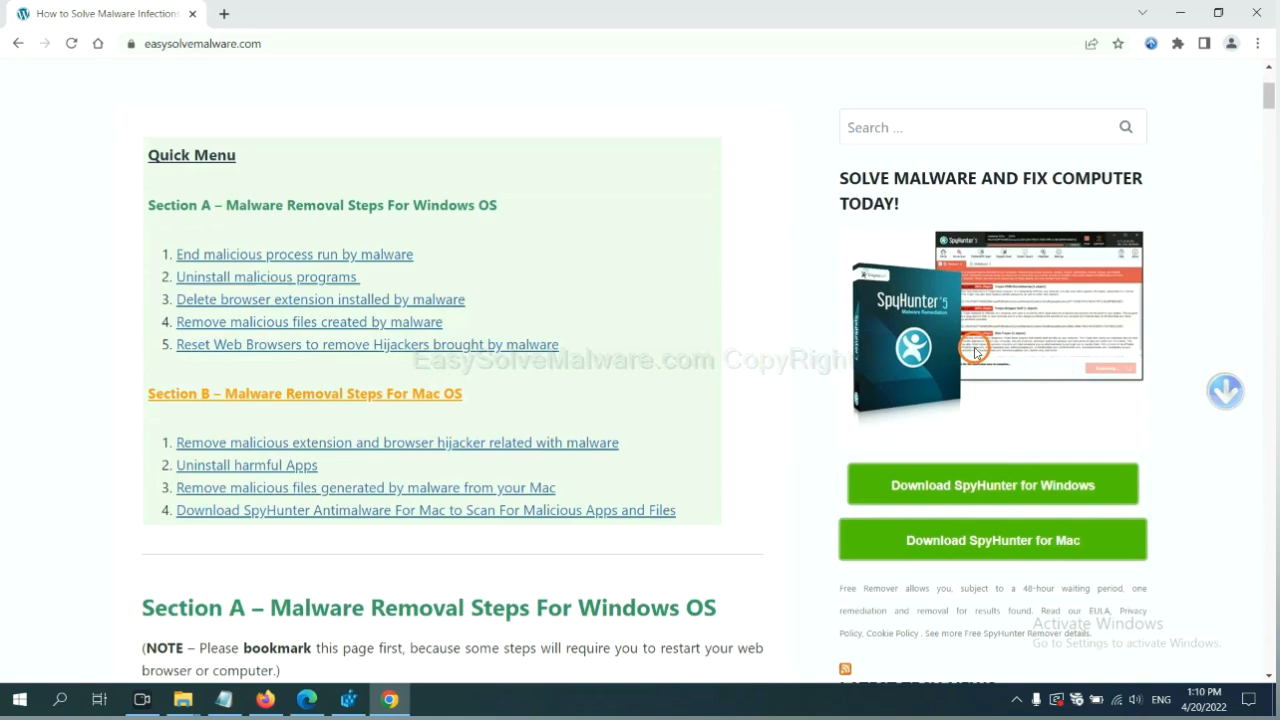 How to Solve Malware Infection
easysolvemalware.com
Search ...
Quick Menu
SOLVE MALWARE AND FIX COMPUTER
TODAY!
Section A – Malware Removal Steps For Windows OS
1. End malicious process run by malware
2. Uninstall malicious programs
3. Delete browser extension installed by malware
4. Remove malicious files created by malware
5. Reset Web Browser to Remove Hijackers brought by malware
Section B – Malware Removal Steps For Mac OS
1. Remove malicious extension and browser hijacker related with malware
2. Uninstall harmful Apps
3. Remove malicious files generated by malware from your Mac
4. Download SpyHunter Antimalware For Mac to Scan For Malicious Apps and Files
SpyHunter 5
SpyHunter 5
Malware Remediation
Download SpyHunter for Windows
Download SpyHunter for Mac
Free Remover allows you, subject to a 48-hour waiting period, one
remediation and removal for results found. Read our EULA, Privacy
Policy, Cookie Policy . See more Free SpyHunter Remover details.
Section A – Malware Removal Steps For Windows OS
(NOTE – Please bookmark this page first, because some steps will require you to restart your web
browser or computer.)
Activate Windows
Go to Settings to activate Windows.
LATEST TECH NEWS
ENG
1:10 PM
4/20/2022